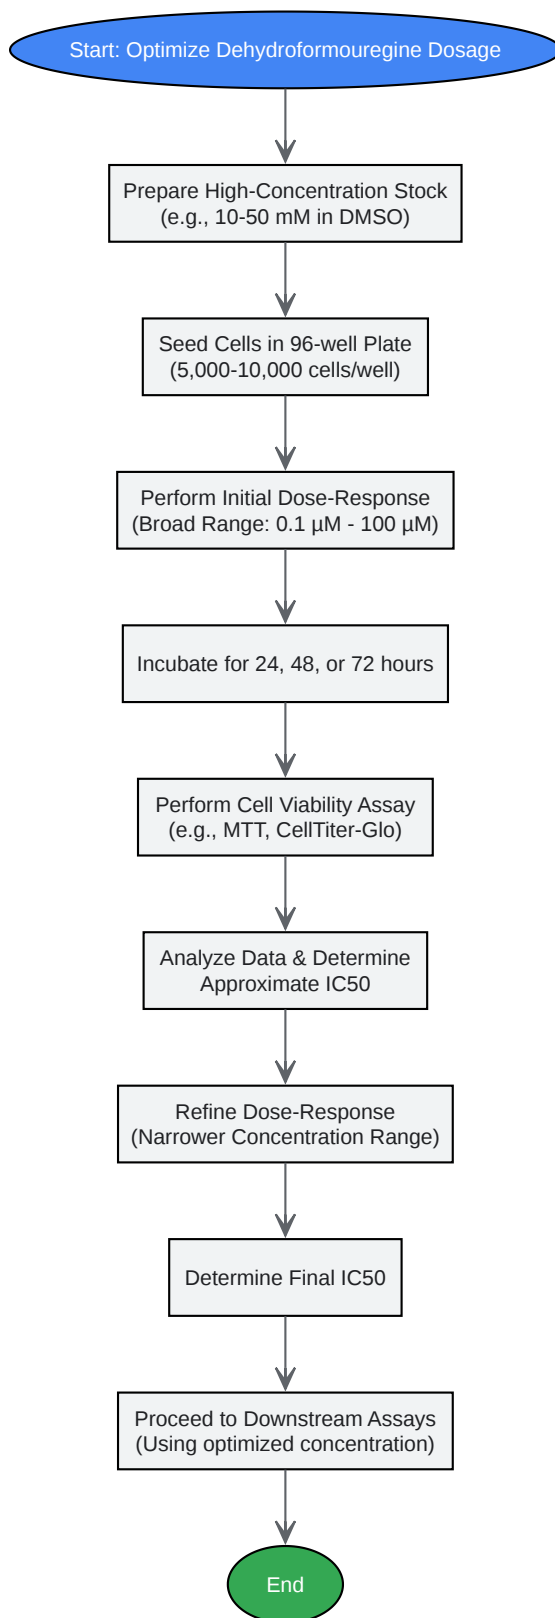 Start: Optimize Dehydroformouregine Dosage
Prepare High-Concentration Stock
(e.g., 10-50 mM in DMSO)
Seed Cells in 96-well Plate
(5,000-10,000 cells/well)
Perform Initial Dose-Response
(Broad Range: 0.1 µM - 100 µM)
Incubate for 24, 48, or 72 hours
Perform Cell Viability Assay
(e.g., MTT, CellTiter-Glo)
Analyze Data & Determine
Approximate IC50
Refine Dose-Response
(Narrower Concentration Range)
Determine Final IC50
Proceed to Downstream Assays
(Using optimized concentration)
End